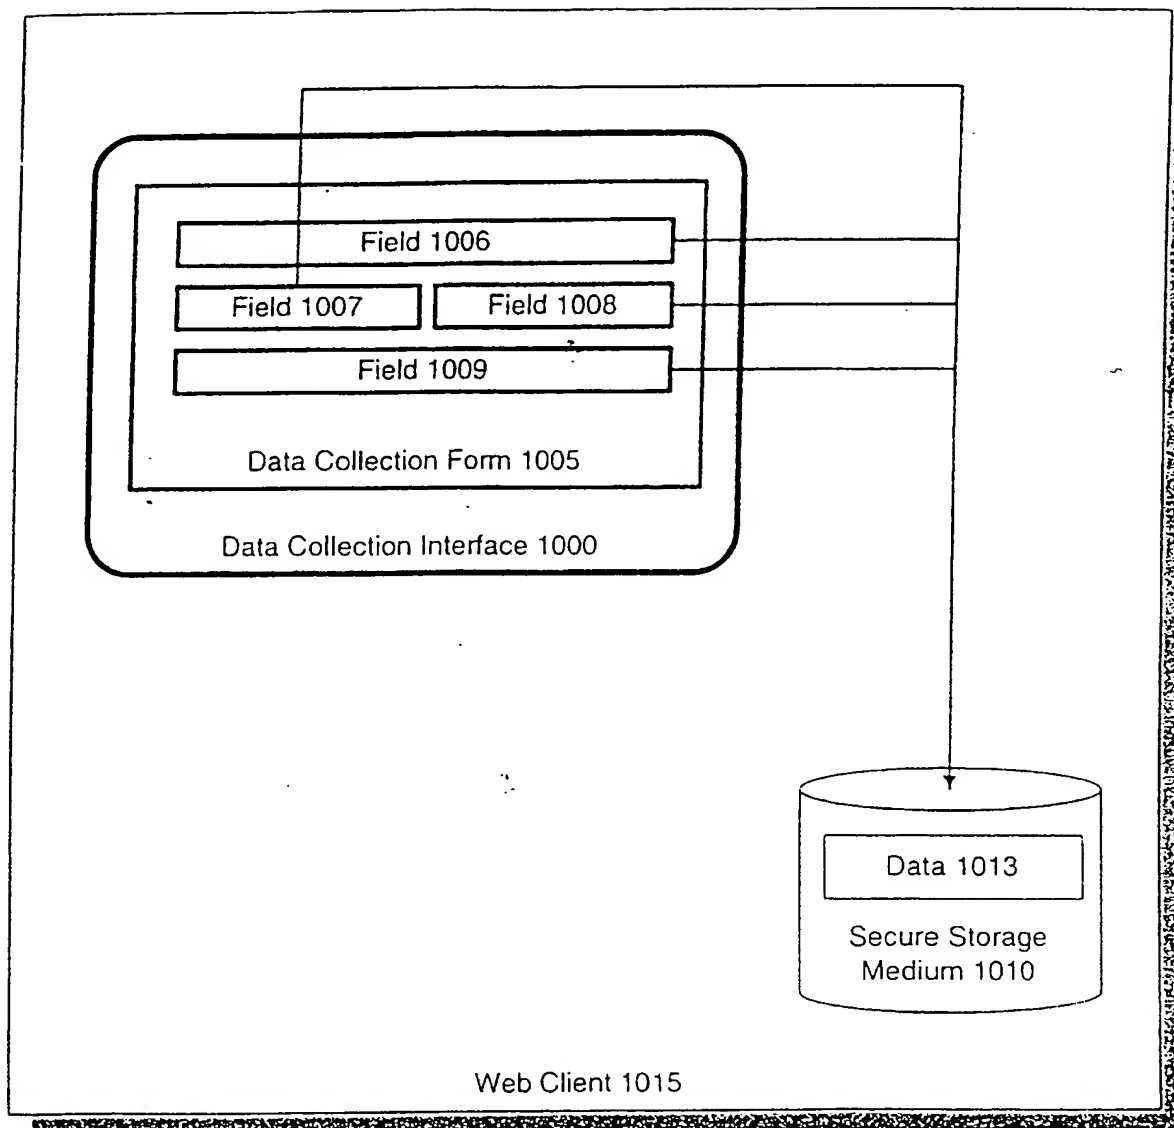 Field 1006
Field 1007
Field 1008
Field 1009
Data Collection Form 1005
Data Collection Interface 1000
Data 1013
Secure Storage
Medium 1010
Web Client 1015